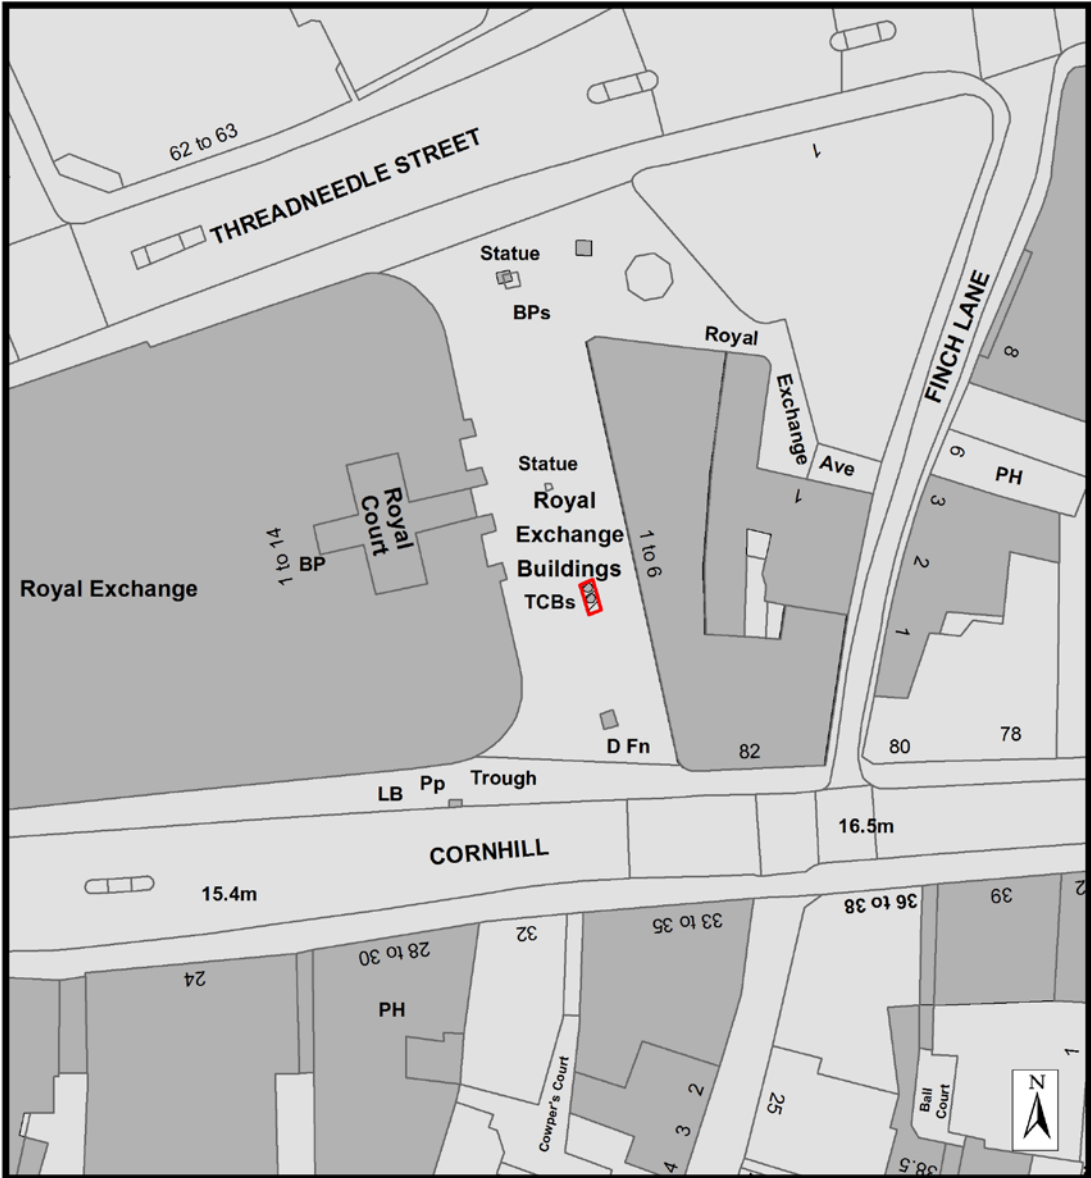 62 to 63
THREADNEEDLE STREET
1
Statue
BPs
Royal
Exchange
Ave
FINCH LANE
8
6
PH
3
2
1
1
Statue
Royal
Exchange
Buildings
TCBs
1 to 6
Royal
Court
1 to 14
BP
Royal Exchange
D Fn
82
80
78
Trough
Pp
LB
CORNHILL
16.5m
15.4m
24
28 to 30
PH
32
33 to 35
36 to 38
39
Cowper's Court
2
3
4
25
Ball
Court
38.5
1
N